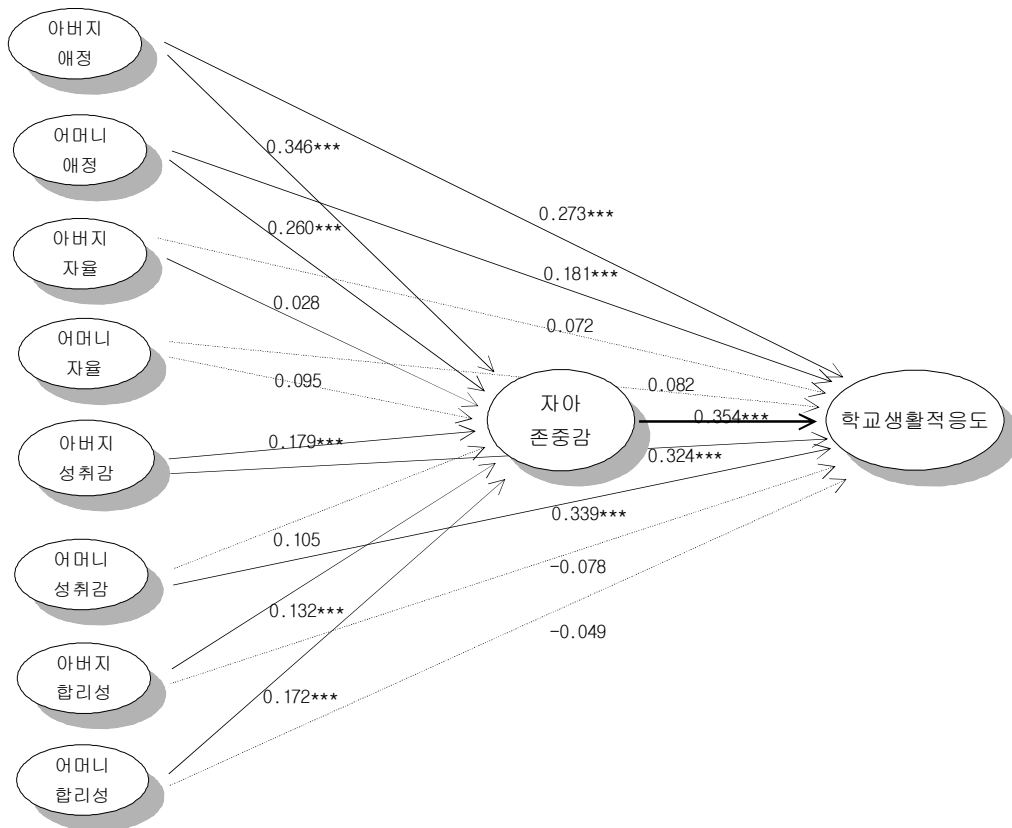 아버지
애정
어머니
애정
0.346***
0.273***
0.260***
아버지
자율
0.181***
0.028
0.072
어머니
자율
0.095
0.082
자아
존중감
0.354***
학교생활적응도
아버지
성취감
0.179***
0.324***
0.339***
어머니
성취감
0.105
-0.078
0.132***
-0.049
아버지
합리성
0.172***
어머니
합리성